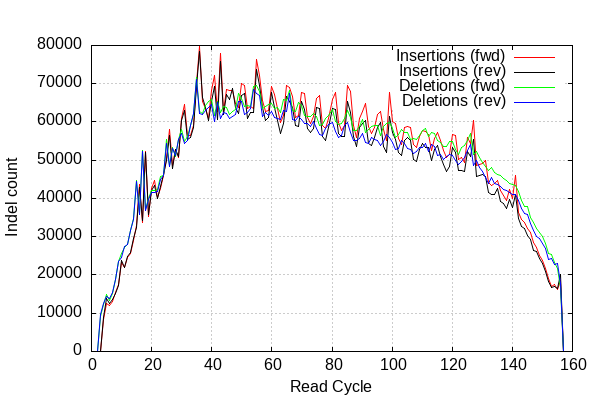 80000
70000
60000
50000
40000
30000
20000
10000
0
Indel count
Insertions (fwd)
Insertions (rev)
Deletions (fwd)
Deletions (rev)
0 20 40 60 80 100 120 140 160
Read Cycle